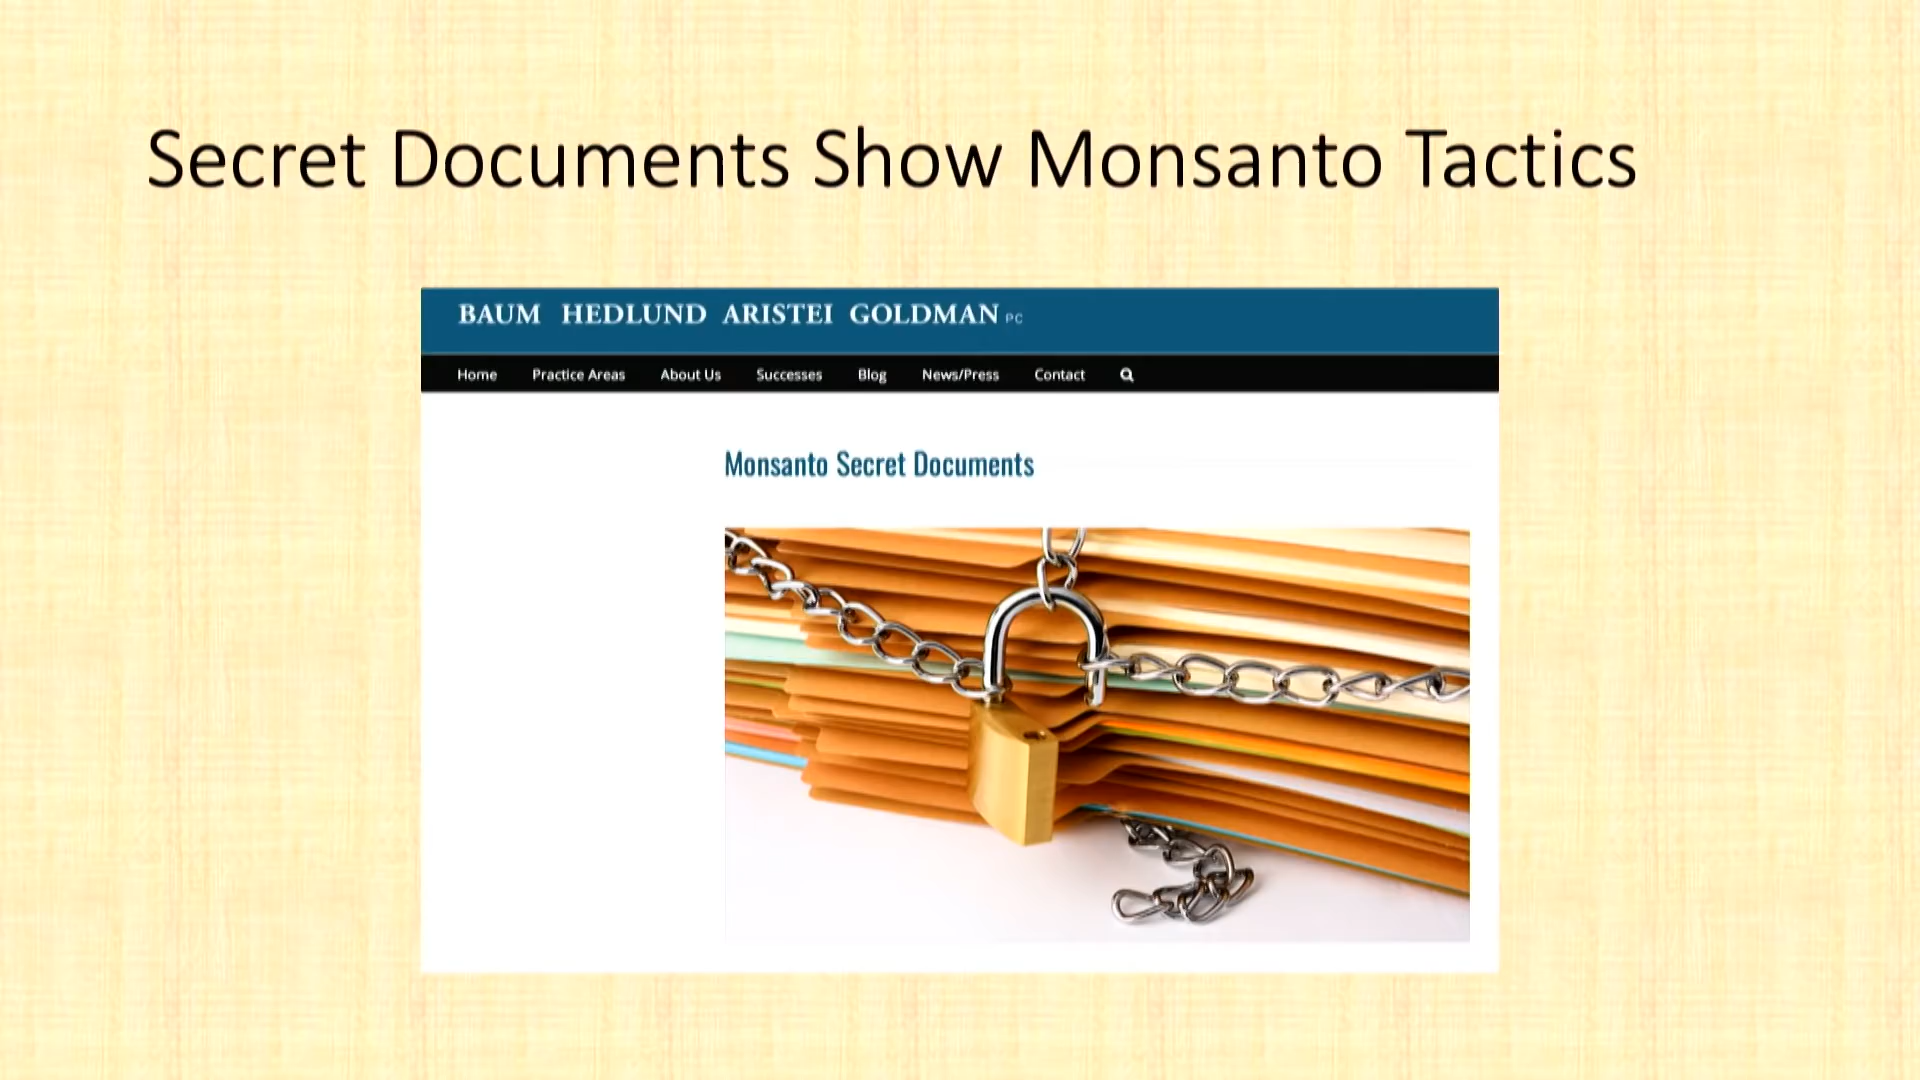 Secret Documents Show Monsanto Tactics
BAUM HEDLUND ARISTEI GOLDMAN PC
Home Practice Areas About Us Successes Blog News/Press Contact
Monsanto Secret Documents